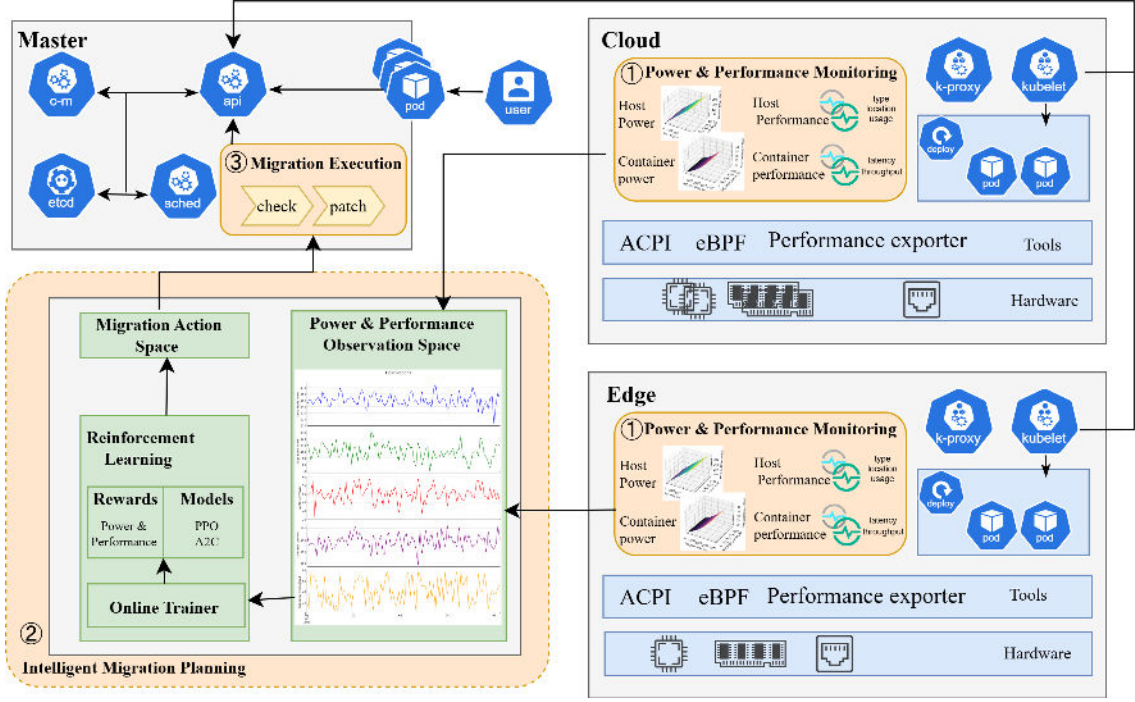 Master
c-m
api
pod
user
etcd
sched
③ Migration Execution
check
patch
Migration Action
Space
Reinforcement
Learning
Rewards
Models
Power &
Performance
PPO
A2C
Online Trainer
Power & Performance
Observation Space
②
Intelligent Migration Planning
Cloud
① Power & Performance Monitoring
Host
Power
Host
Performance
type
location
usage
Container
power
Container
performance
latency
throughput
k-proxy
kubelet
deploy
pod
pod
ACPI
eBPF
Performance exporter
Tools
Hardware
Edge
① Power & Performance Monitoring
Host
Power
Host
Performance
type
location
usage
Container
power
Container
performance
latency
throughput
k-proxy
kubelet
deploy
pod
pod
ACPI
eBPF
Performance exporter
Tools
Hardware